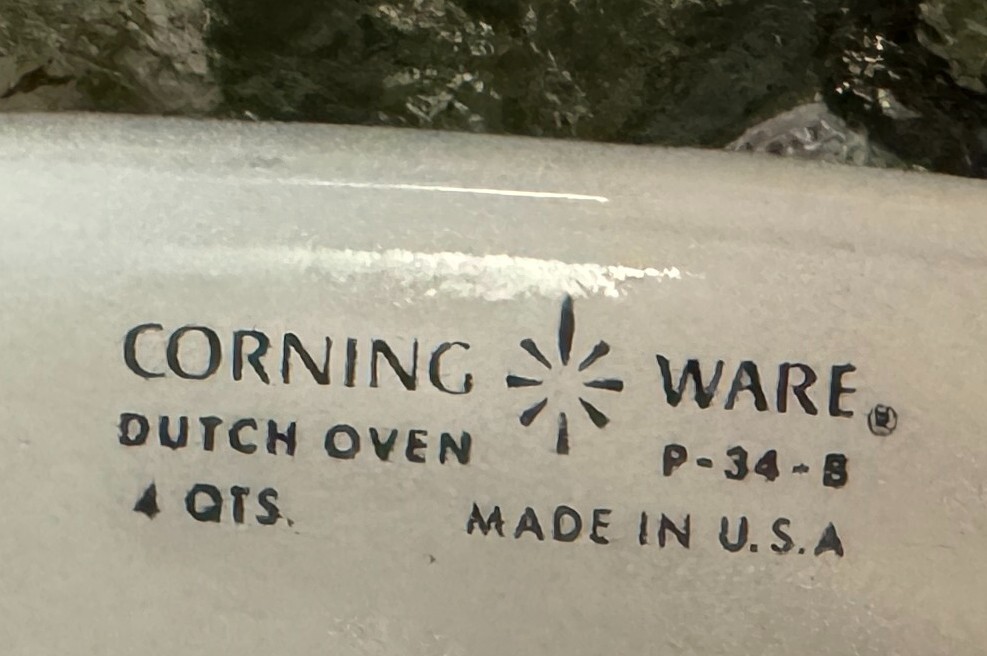 CORNING WARE®
DUTCH OVEN P-34-B
4 QTS. MADE IN U.S.A